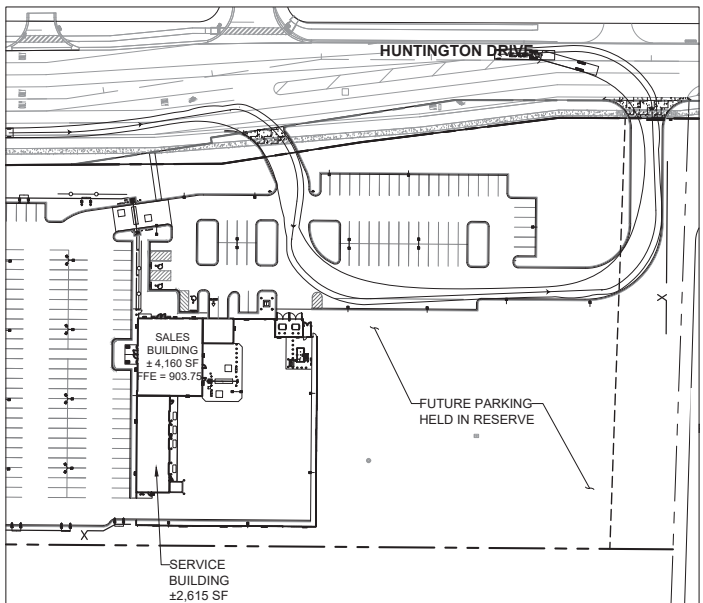 HUNTINGTON DRIVE
SALES
BUILDING
± 4,160 SF
FFE = 903.75
FUTURE PARKING
HELD IN RESERVE
X
X
SERVICE
BUILDING
±2,615 SF